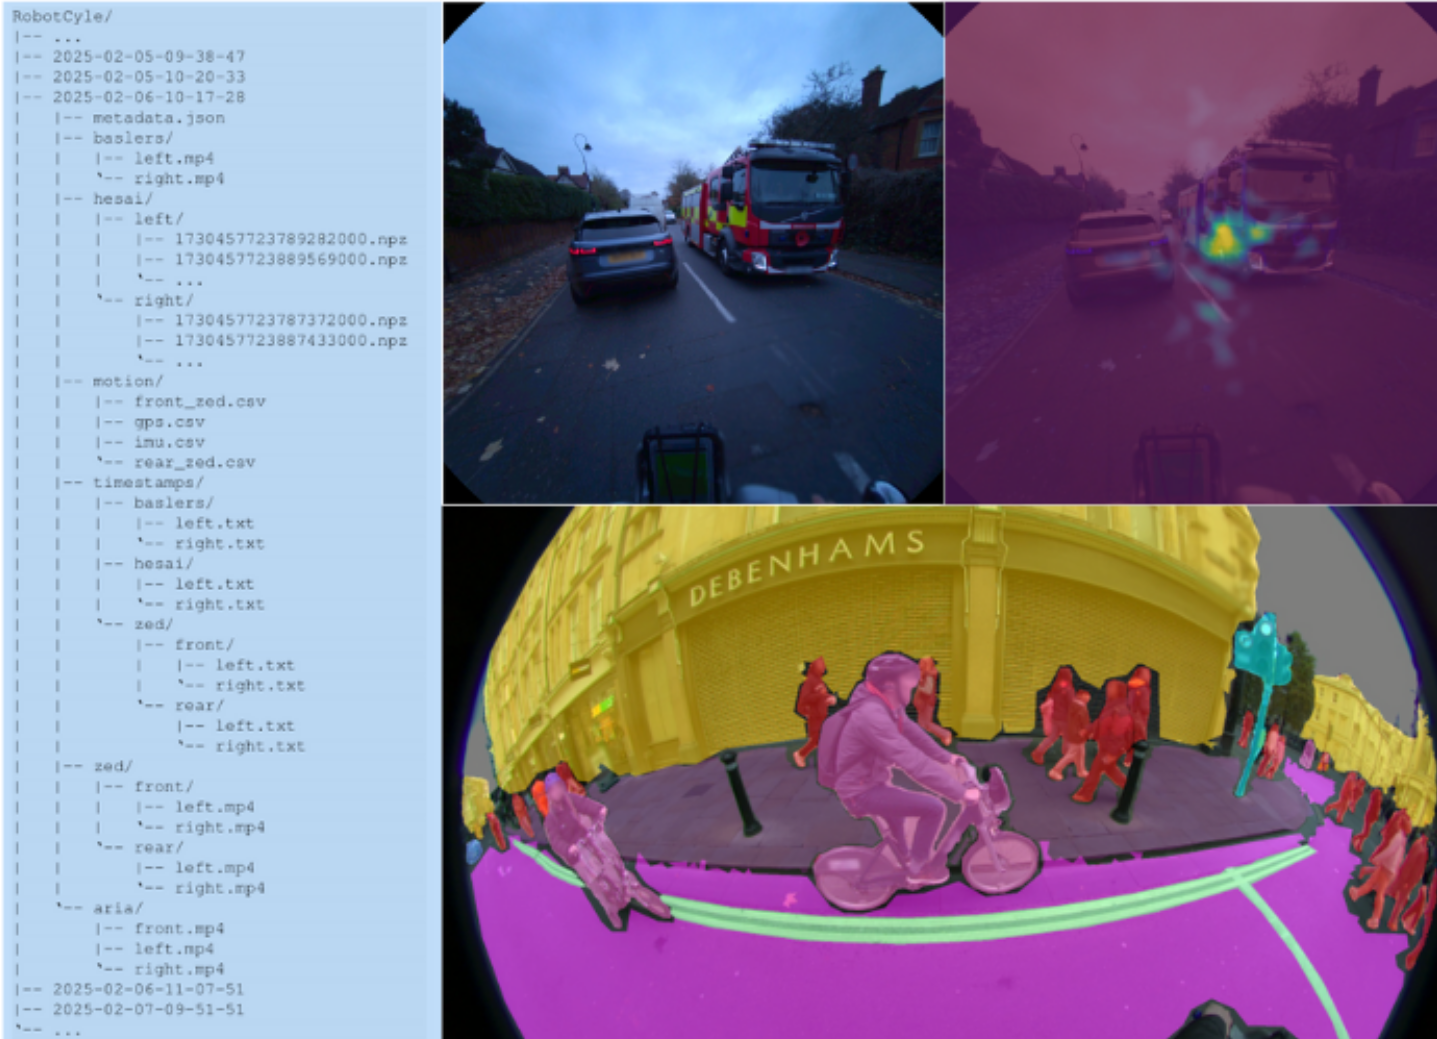 RobotCyle/
|-- ...
|-- 2025-02-05-09-38-47
|-- 2025-02-05-10-20-33
|-- 2025-02-06-10-17-28
|   |-- metadata.json
|   |-- baslers/
|   |   |-- left.mp4
|   |   `-- right.mp4
|   |-- hesai/
|   |   |-- left/
|   |   |   |-- 1730457723789282000.npz
|   |   |   |-- 1730457723889569000.npz
|   |   |   `-- ...
|   |   `-- right/
|   |       |-- 1730457723787372000.npz
|   |       |-- 1730457723887433000.npz
|   |       `-- ...
|   |-- motion/
|   |   |-- front_zed.csv
|   |   |-- gps.csv
|   |   |-- imu.csv
|   |   `-- rear_zed.csv
|   |-- timestamps/
|   |   |-- baslers/
|   |   |   |-- left.txt
|   |   |   `-- right.txt
|   |   |-- hesai/
|   |   |   |-- left.txt
|   |   |   `-- right.txt
|   |   `-- zed/
|   |       |-- front/
|   |       |   |-- left.txt
|   |       |   `-- right.txt
|   |       `-- rear/
|   |           |-- left.txt
|   |           `-- right.txt
|   |-- zed/
|   |   |-- front/
|   |   |   |-- left.mp4
|   |   |   `-- right.mp4
|   |   `-- rear/
|   |       |-- left.mp4
|   |       `-- right.mp4
|   `-- aria/
|       |-- front.mp4
|       |-- left.mp4
|       `-- right.mp4
|-- 2025-02-06-11-07-51
|-- 2025-02-07-09-51-51
`-- ...
DEBENHAMS